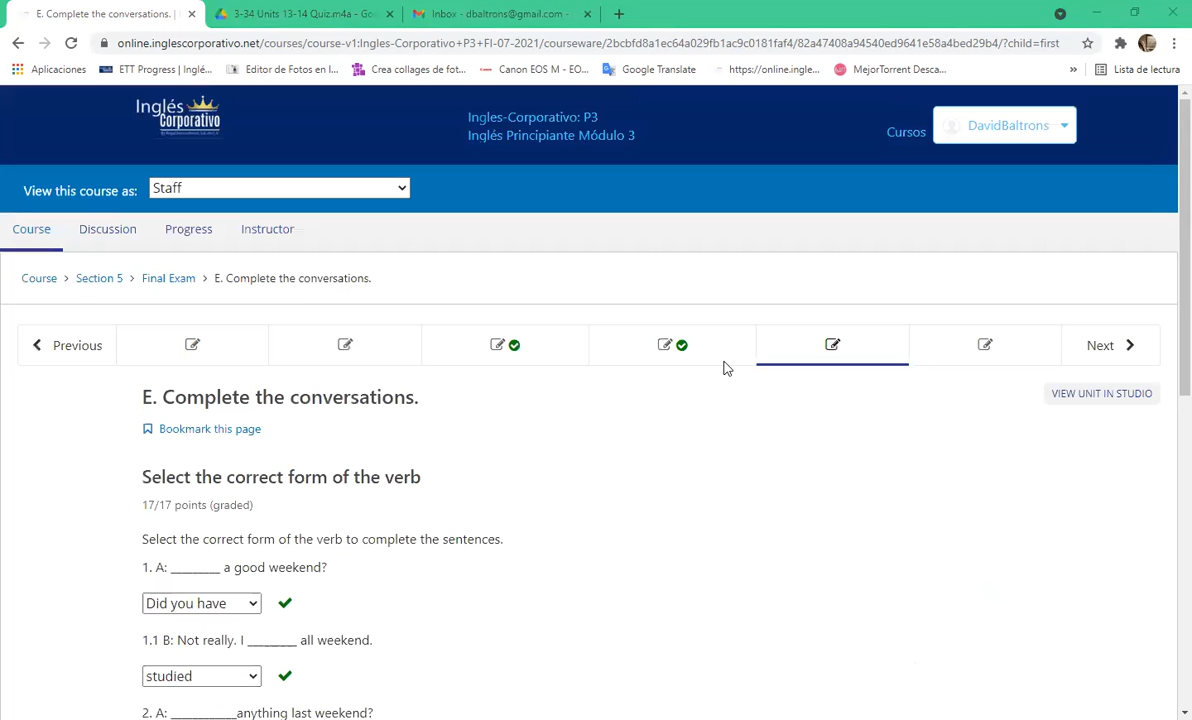 E. Complete the conversations. |
3-34 Units 13-14 Quiz.m4a - Go
Inbox - dbaltrons@gmail.com -
online.inglescorporativo.net/courses/course-v1:Ingles-Corporativo+P3+FI-07-2021/courseware/2bcbfd8a1ec64a029fb1ac9c0181faf4/82a47408a94540ed9641e58a4bed29b4/?child=first
Aplicaciones
ETT Progress | Inglé...
Editor de Fotos en l...
Crea collages de fot...
Canon EOS M - EO...
Google Translate
https://online.ingle...
MejorTorrent Desca...
»
Lista de lectura
Inglés
Corporativo
Ingles-Corporativo: P3
Inglés Principiante Módulo 3
Cursos
DavidBaltrons
View this course as:
Staff
Course
Discussion
Progress
Instructor
Course > Section 5 > Final Exam > E. Complete the conversations.
Previous
Next
E. Complete the conversations.
VIEW UNIT IN STUDIO
Bookmark this page
Select the correct form of the verb
17/17 points (graded)
Select the correct form of the verb to complete the sentences.
1. A: ________ a good weekend?
Did you have
1.1 B: Not really. I ________ all weekend.
studied
2. A: ___________anything last weekend?